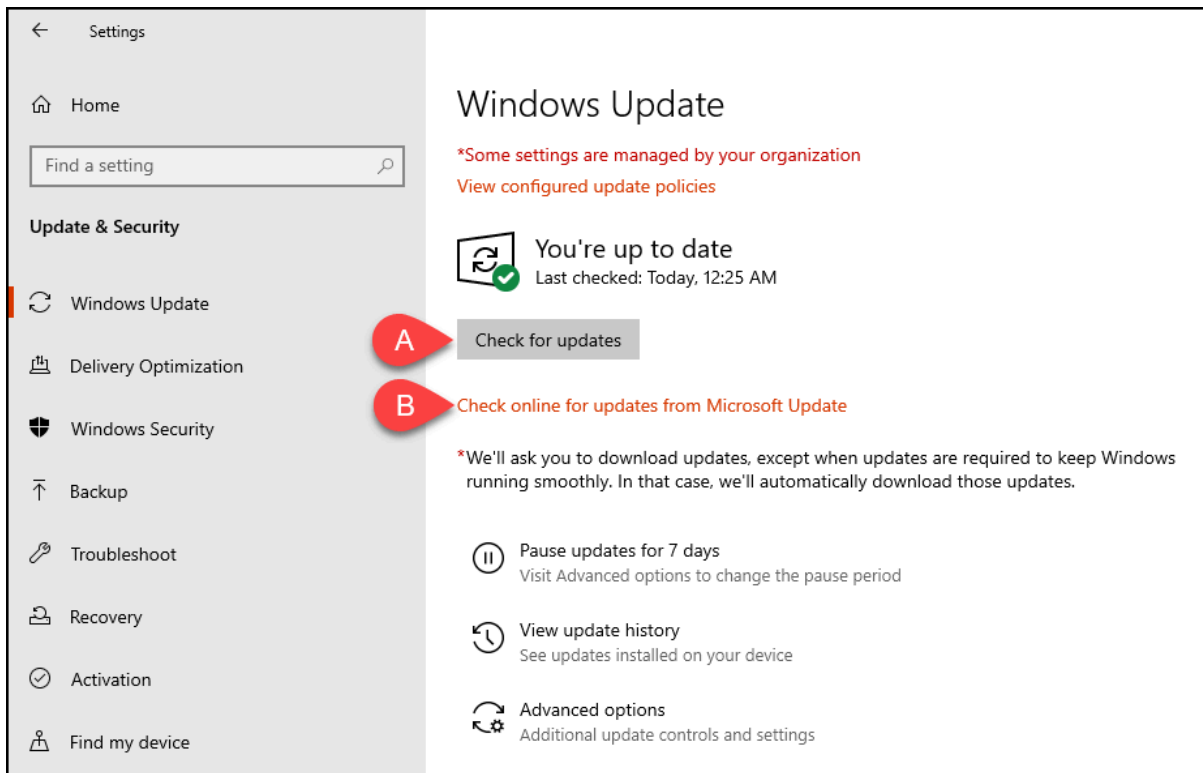 Settings
Home
Find a setting
Update & Security
Windows Update
Delivery Optimization
Windows Security
Backup
Troubleshoot
Recovery
Activation
Find my device
Windows Update
*Some settings are managed by your organization
View configured update policies
You're up to date
Last checked: Today, 12:25 AM
A
Check for updates
B
Check online for updates from Microsoft Update
*We'll ask you to download updates, except when updates are required to keep Windows
running smoothly. In that case, we'll automatically download those updates.
Pause updates for 7 days
Visit Advanced options to change the pause period
View update history
See updates installed on your device
Advanced options
Additional update controls and settings